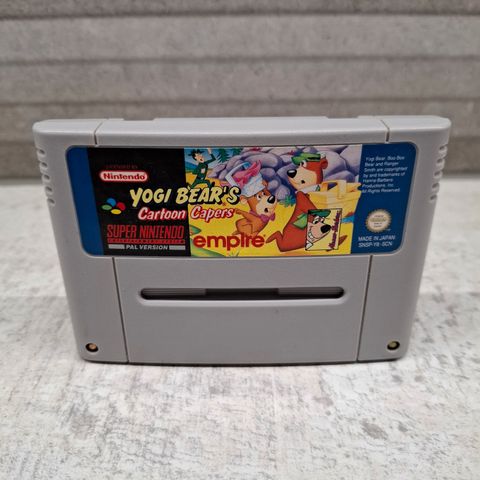 LICENSED BY
Nintendo
YOGI BEAR'S
Cartoon Capers
SUPER NINTENDO
ENTERTAINMENT SYSTEM
PAL VERSION
empire
Yogi Bear, Boo Boo
Bear and Ranger
Smith are copyright
by and trademarks of
Hanna-Barbera
Productions, Inc.
All Rights Reserved.
MADE IN JAPAN
SNSP-Y8-SCN